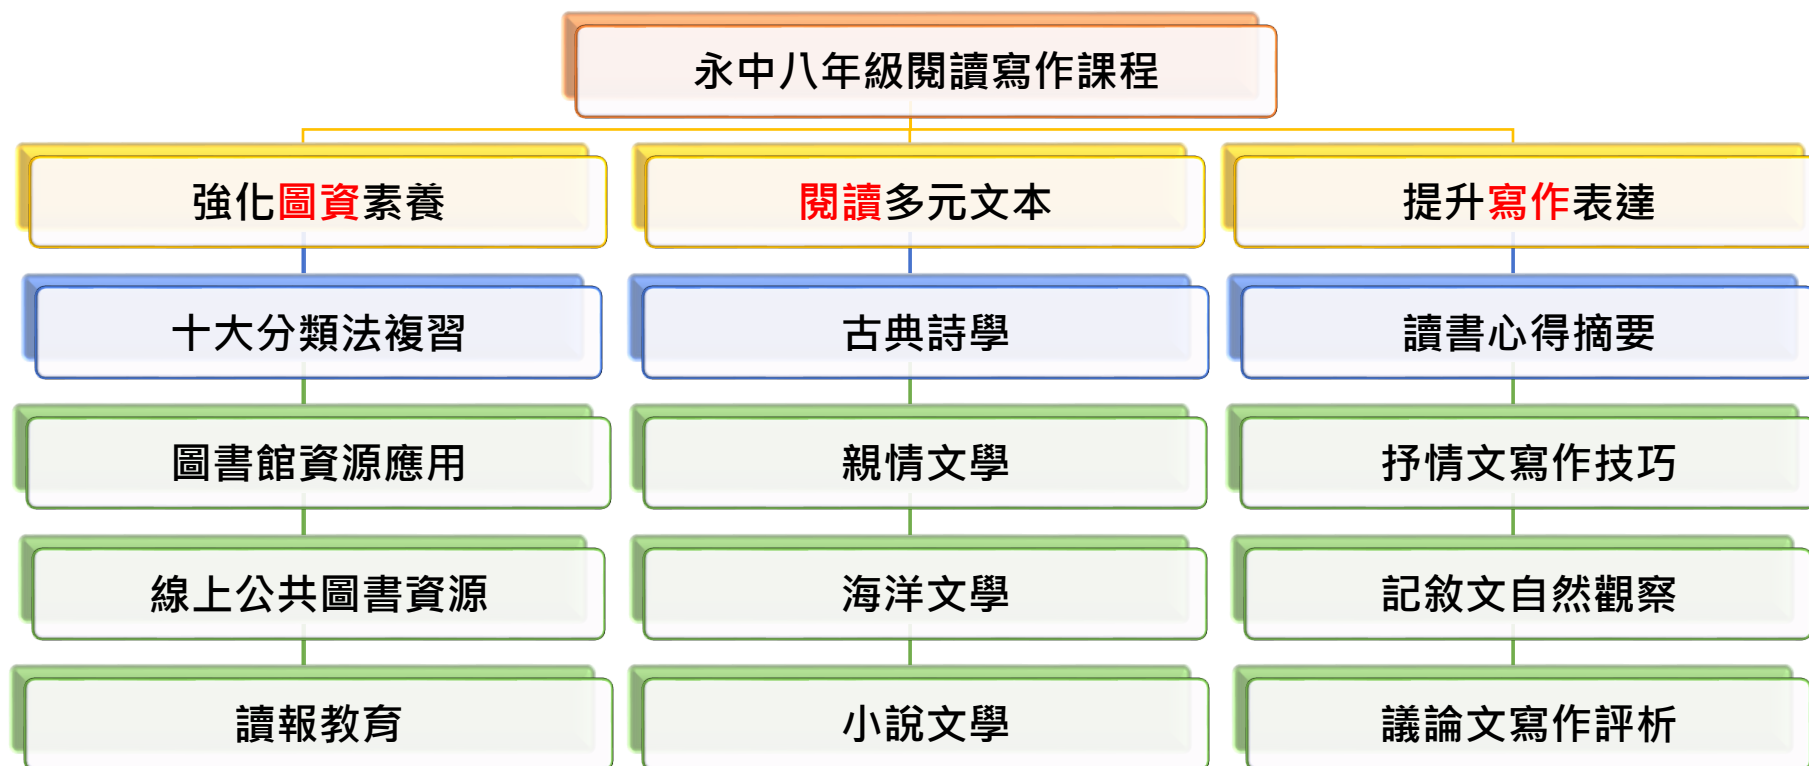 永中八年級閱讀寫作課程
強化圖資素養
閱讀多元文本
提升寫作表達
十大分類法複習
古典詩學
讀書心得摘要
圖書館資源應用
親情文學
抒情文寫作技巧
線上公共圖書資源
海洋文學
記敘文自然觀察
讀報教育
小說文學
議論文寫作評析